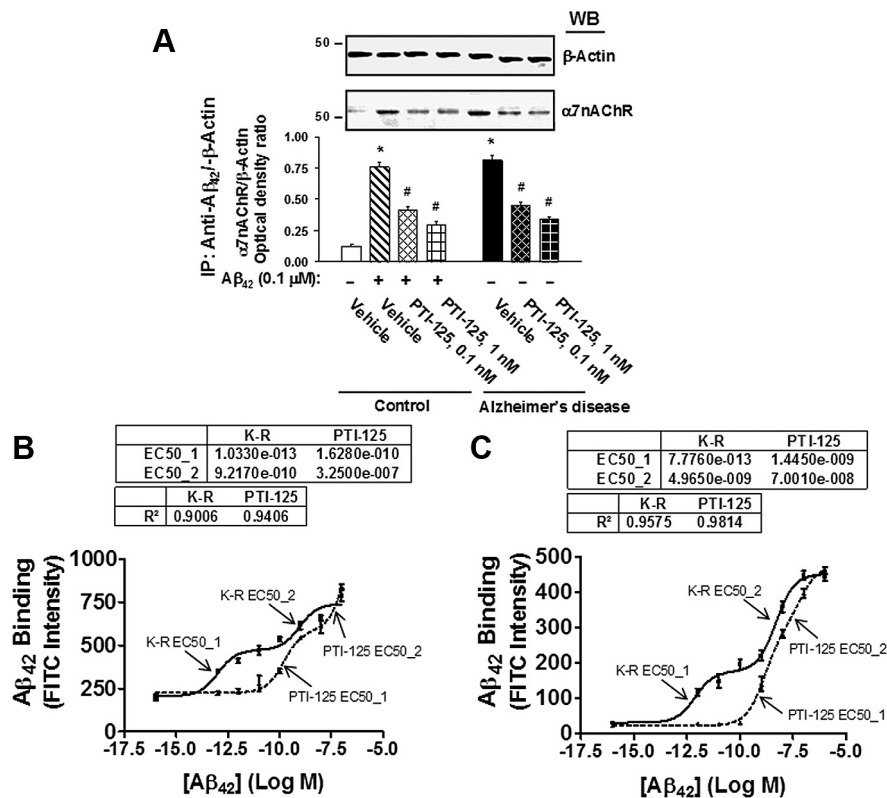 A
WB
50
β-Actin
50
α7nAChR
IP: Anti-Aβ42/-β-Actin
α7nAChR/β-Actin
Optical density ratio
1.00
0.75
0.50
0.25
0.00
* # # * # #
Aβ42 (0.1 µM): – + + + – – –
Vehicle
Vehicle
PTI-125, 0.1 nM
PTI-125, 1 nM
Vehicle
PTI-125, 0.1 nM
PTI-125, 1 nM
Control
Alzheimer's disease
B
K-R PTI-125
EC50_1 1.0330e-013 1.6280e-010
EC50_2 9.2170e-010 3.2500e-007
K-R PTI-125
R² 0.9006 0.9406
Aβ42 Binding
(FITC Intensity)
1000
750
500
250
0
K-R EC50_2
K-R EC50_1
PTI-125 EC50_2
PTI-125 EC50_1
-17.5 -15.0 -12.5 -10.0 -7.5 -5.0
[Aβ42] (Log M)
C
K-R PTI-125
EC50_1 7.7760e-013 1.4450e-009
EC50_2 4.9650e-009 7.0010e-008
K-R PTI-125
R² 0.9575 0.9814
Aβ42 Binding
(FITC Intensity)
500
400
300
200
100
0
K-R EC50_2
K-R EC50_1
PTI-125 EC50_2
PTI-125 EC50_1
-17.5 -15.0 -12.5 -10.0 -7.5 -5.0
[Aβ42] (Log M)